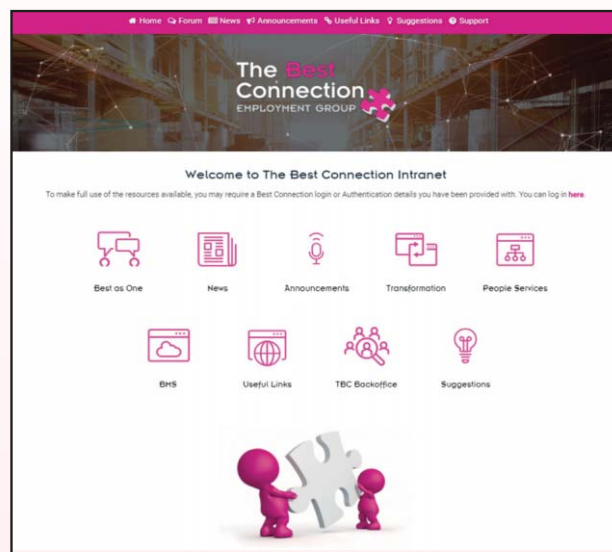 Home Forum News Announcements Useful Links Suggestions Support
The Best
Connection
EMPLOYMENT GROUP
Welcome to The Best Connection Intranet
To make full use of the resources available, you may require a Best Connection login or Authentication details you have been provided with. You can log in here.
Best as One News Announcements Transformation People Services
BMS Useful Links TBC Backoffice Suggestions